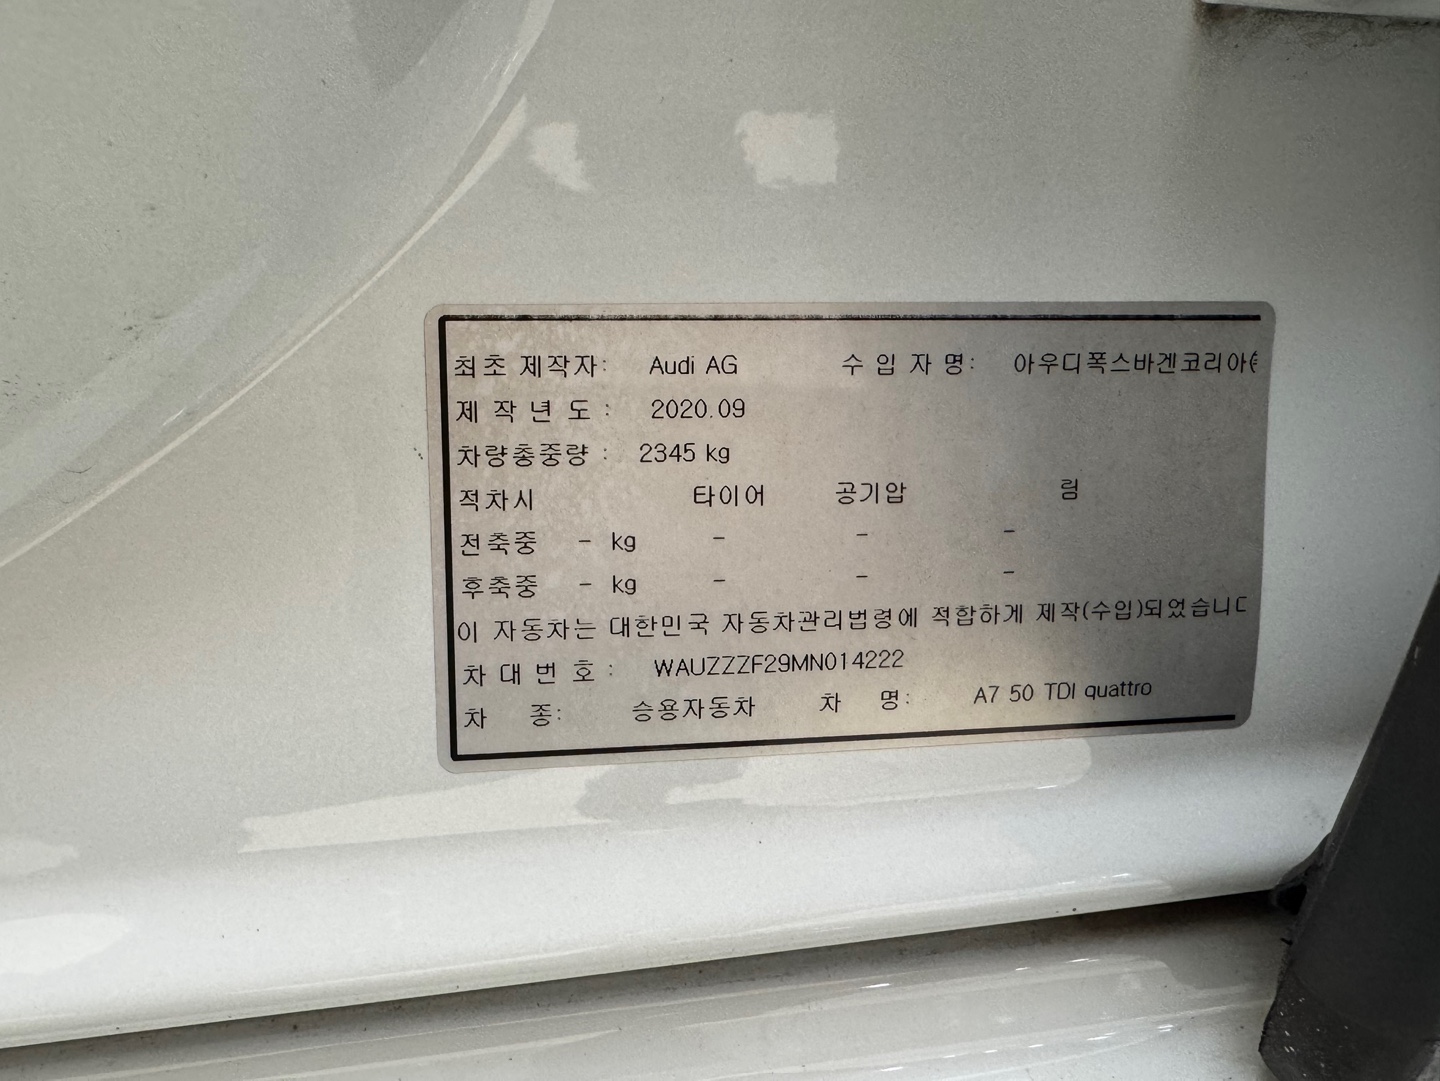 최초 제작자: Audi AG 수 입 자 명: 아우디폭스바겐코리아
제 작 년 도 : 2020.09
차량총중량 : 2345 kg
적차시 타이어 공기압 림
전축중 - kg - - -
후축중 - kg - - -
이 자동차는 대한민국 자동차관리법령에 적합하게 제작(수입)되었습니
차 대 번 호 : WAUZZZF29MN014222
차 종: 승용자동차 차 명: A7 50 TDI quattro